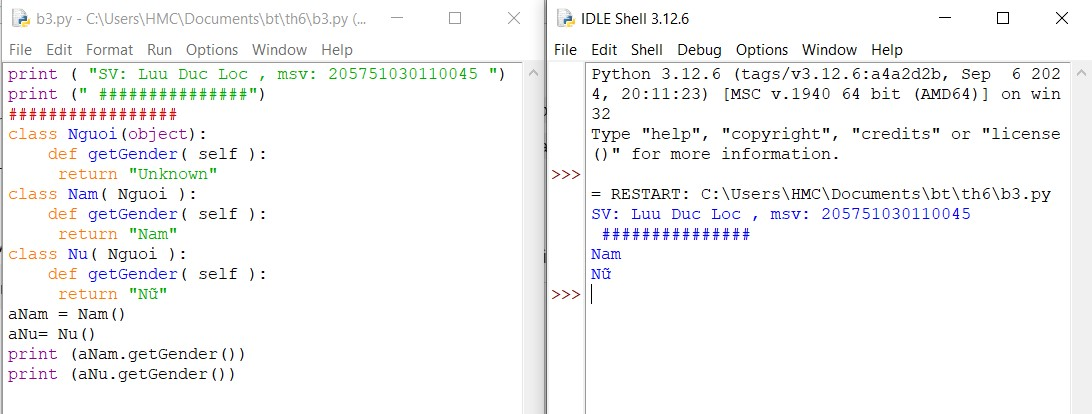 b3.py - C:\Users\HMC\Documents\bt\th6\b3.py (...
File Edit Format Run Options Window Help
print ( "SV: Luu Duc Loc , msv: 205751030110045 ")
print (" ###############")
#################
class Nguoi(object):
    def getGender( self ):
     return "Unknown"
class Nam( Nguoi ):
    def getGender( self ):
     return "Nam"
class Nu( Nguoi ):
    def getGender( self ):
     return "Nữ"
aNam = Nam()
aNu= Nu()
print (aNam.getGender())
print (aNu.getGender())
IDLE Shell 3.12.6
File Edit Shell Debug Options Window Help
Python 3.12.6 (tags/v3.12.6:a4a2d2b, Sep  6 202
4, 20:11:23) [MSC v.1940 64 bit (AMD64)] on win
32
Type "help", "copyright", "credits" or "license
()" for more information.
>>>
= RESTART: C:\Users\HMC\Documents\bt\th6\b3.py
SV: Luu Duc Loc , msv: 205751030110045
 ###############
Nam
Nữ
>>>